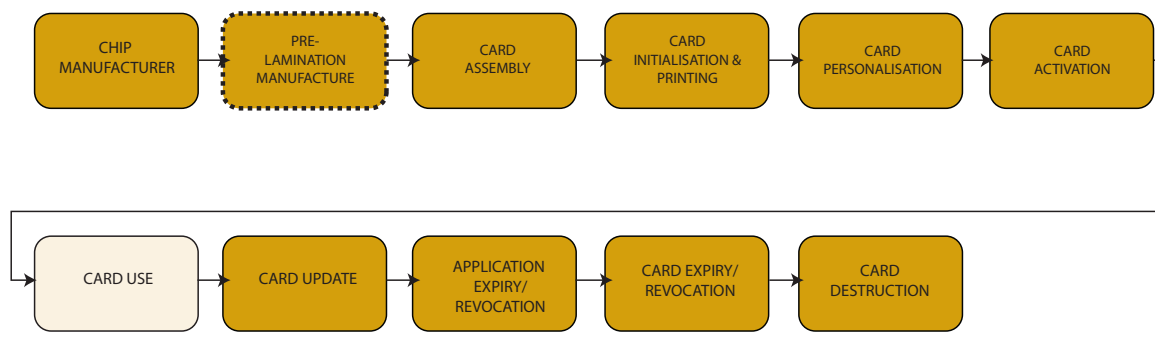 CHIP
MANUFACTURER
PRE-
LAMINATION
MANUFACTURE
CARD
ASSEMBLY
CARD
INITIALISATION &
PRINTING
CARD
PERSONALISATION
CARD
ACTIVATION
CARD USE
CARD UPDATE
APPLICATION
EXPIRY/
REVOCATION
CARD EXPIRY/
REVOCATION
CARD
DESTRUCTION